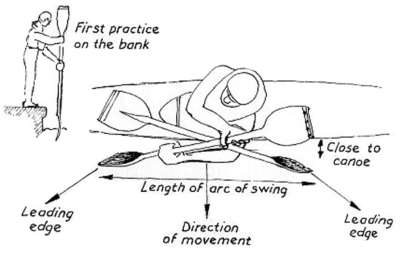 First practice
on the bank
Close to
canoe
Length of arc of swing
Leading
edge
Direction
of movement
Leading
edge